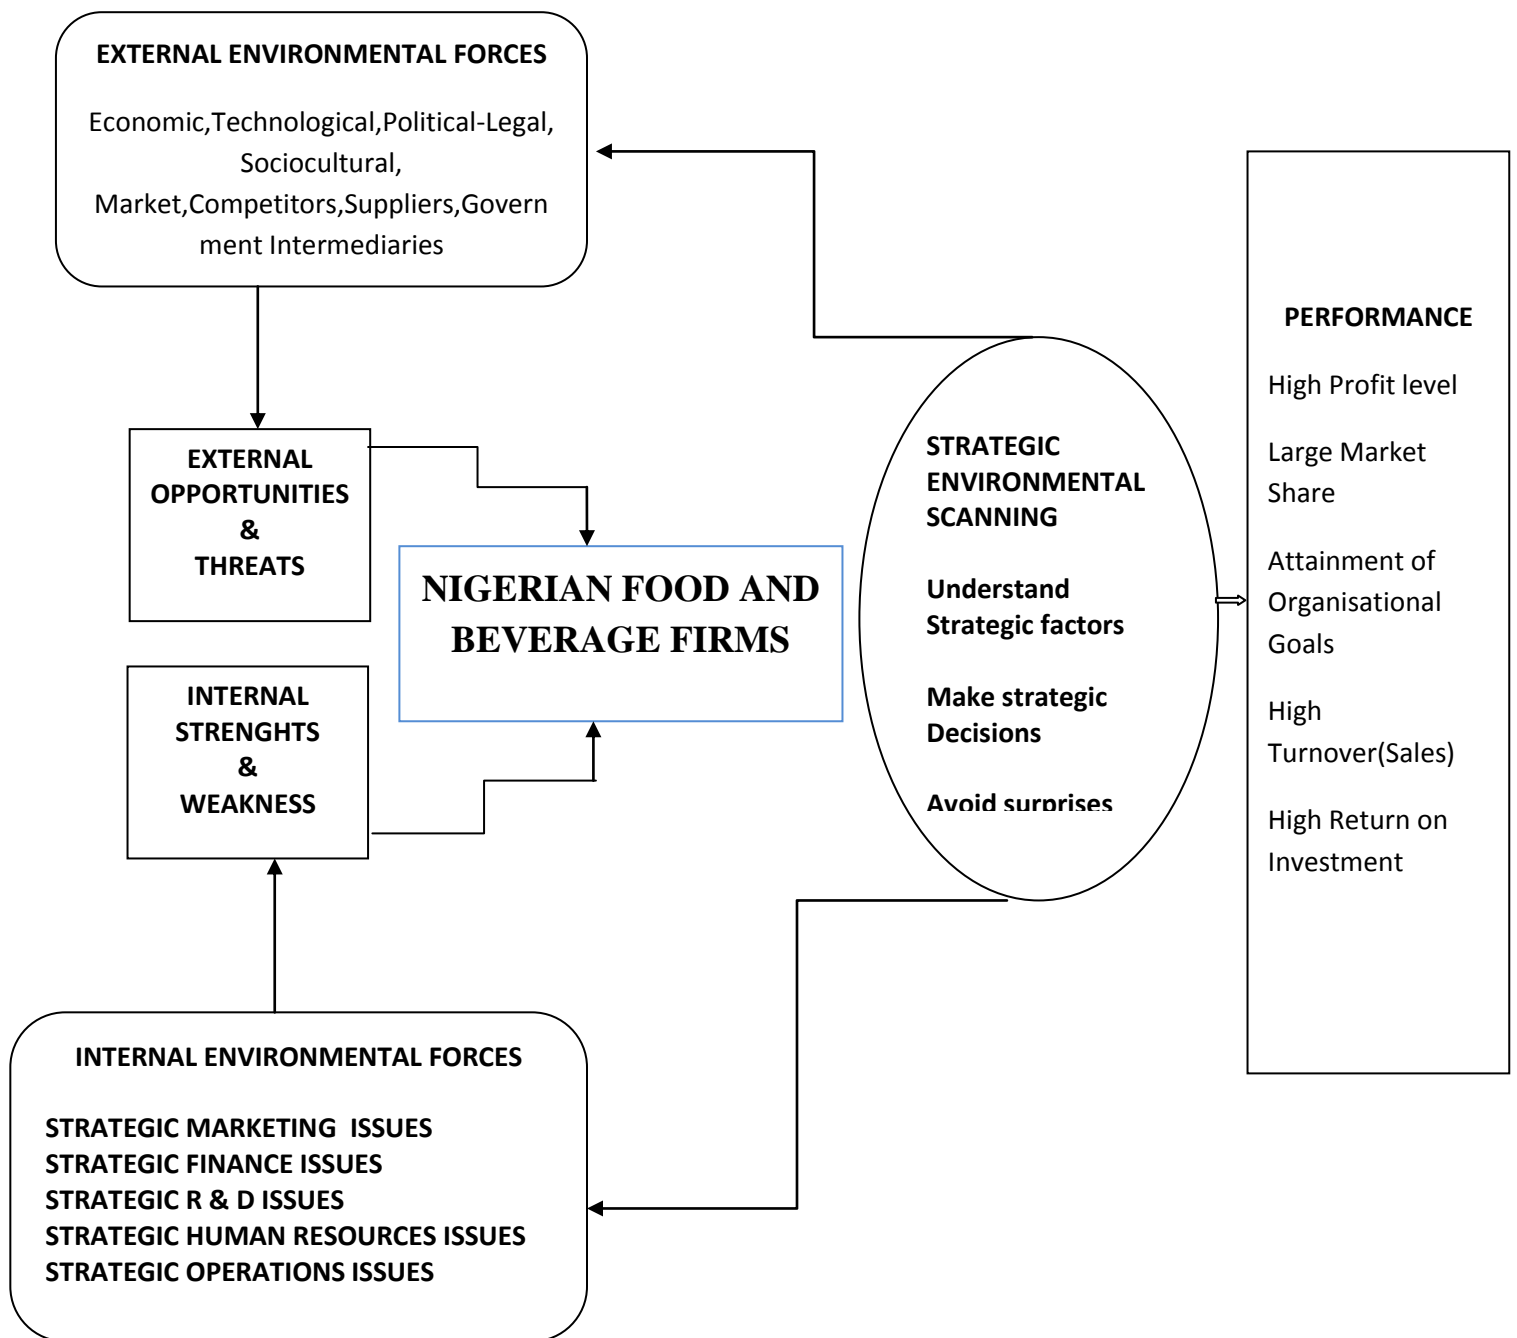 EXTERNAL ENVIRONMENTAL FORCES
Economic,Technological,Political-Legal,
Sociocultural,
Market,Competitors,Suppliers,Govern
ment Intermediaries
EXTERNAL
OPPORTUNITIES
&
THREATS
INTERNAL
STRENGHTS
&
WEAKNESS
NIGERIAN FOOD AND
BEVERAGE FIRMS
STRATEGIC
ENVIRONMENTAL
SCANNING
Understand
Strategic factors
Make strategic
Decisions
Avoid surprises
PERFORMANCE
High Profit level
Large Market
Share
Attainment of
Organisational
Goals
High
Turnover(Sales)
High Return on
Investment
INTERNAL ENVIRONMENTAL FORCES
STRATEGIC MARKETING  ISSUES
STRATEGIC FINANCE ISSUES
STRATEGIC R & D ISSUES
STRATEGIC HUMAN RESOURCES ISSUES
STRATEGIC OPERATIONS ISSUES